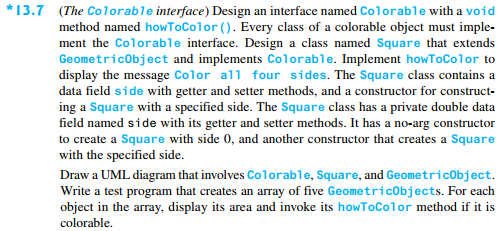 *13.7 (The Colorable interface) Design an interface named Colorable with a void
method named howToColor(). Every class of a colorable object must imple-
ment the Colorable interface. Design a class named Square that extends
GeometricObject and implements Colorable. Implement howToColor to
display the message Color all four sides. The Square class contains a
data field side with getter and setter methods, and a constructor for construct-
ing a Square with a specified side. The Square class has a private double data
field named side with its getter and setter methods. It has a no-arg constructor
to create a Square with side 0, and another constructor that creates a Square
with the specified side.
Draw a UML diagram that involves Colorable, Square, and GeometricObject.
Write a test program that creates an array of five GeometricObjects. For each
object in the array, display its area and invoke its howToColor method if it is
colorable.